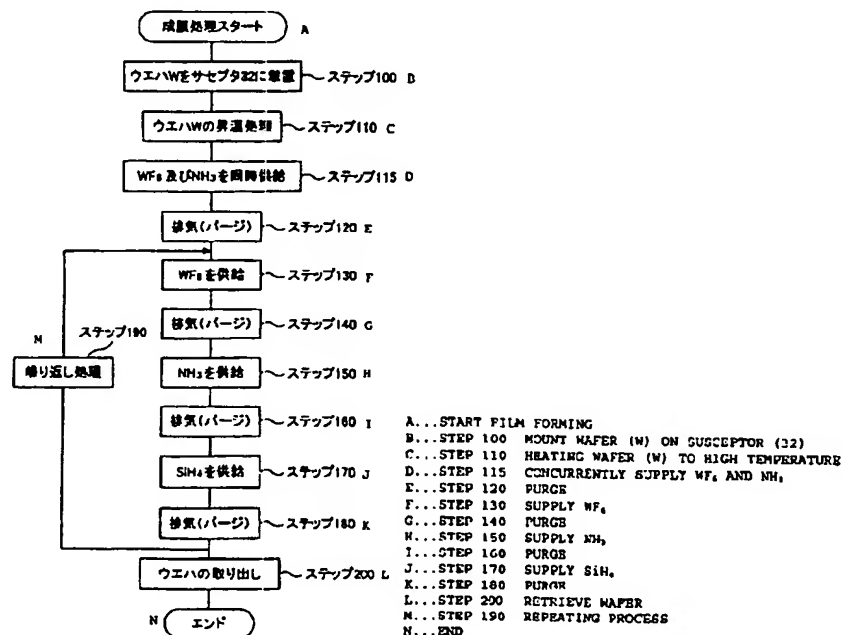 成膜処理スタート A
ウエハWをサセプタ32に載置 ステップ100 B
ウエハWの昇温処理 ステップ110 C
WF₆及びNH₃を同時供給 ステップ115 D
排気(パージ) ステップ120 E
WF₆を供給 ステップ130 F
排気(パージ) ステップ140 G
M ステップ190
繰り返し処理
NH₃を供給 ステップ150 H
排気(パージ) ステップ160 I
SiH₄を供給 ステップ170 J
排気(パージ) ステップ180 K
ウエハの取り出し ステップ200 L
N エンド
A...START FILM FORMING
B...STEP 100 MOUNT WAFER (W) ON SUSCEPTOR (32)
C...STEP 110 HEATING WAFER (W) TO HIGH TEMPERATURE
D...STEP 115 CONCURRENTLY SUPPLY WF₆ AND NH₃
E...STEP 120 PURGE
F...STEP 130 SUPPLY WF₆
G...STEP 140 PURGE
H...STEP 150 SUPPLY NH₃
I...STEP 160 PURGE
J...STEP 170 SUPPLY SiH₄
K...STEP 180 PURGE
L...STEP 200 RETRIEVE WAFER
M...STEP 190 REPEATING PROCESS
N...END